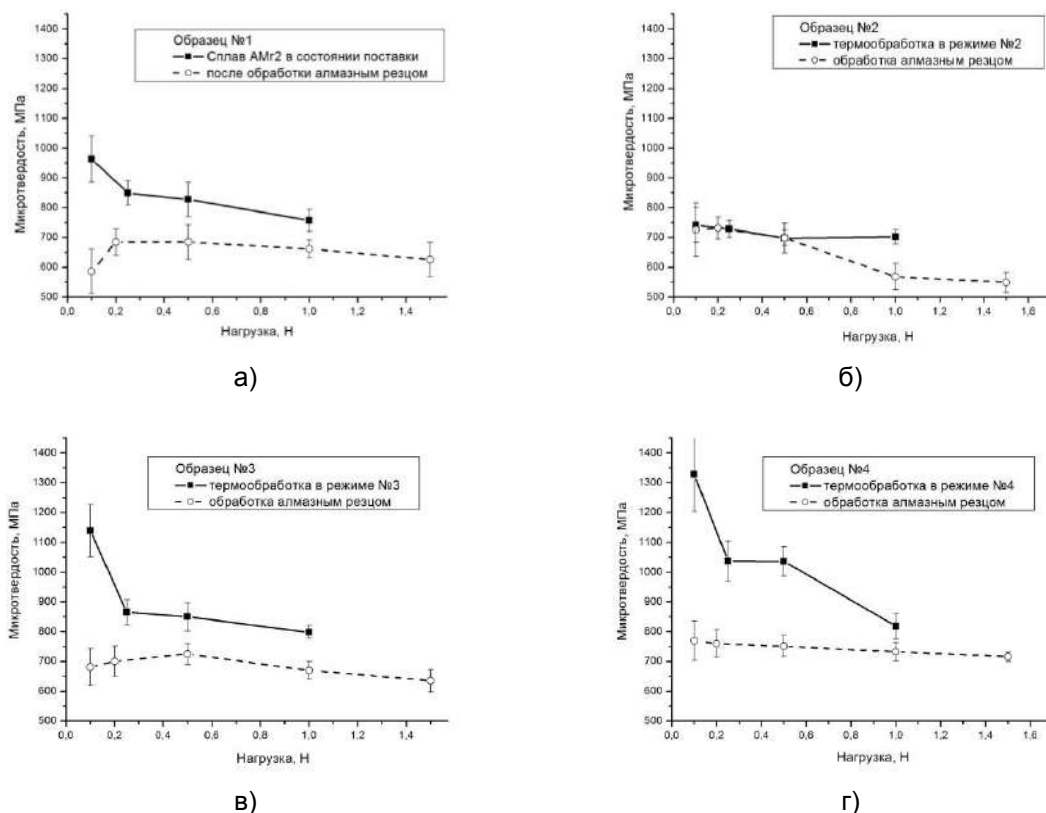 Образец №1
Сплав АМг2 в состоянии поставки
после обработки алмазным резцом
Микротвердость, МПа
1400
1300
1200
1100
1000
900
800
700
600
500
0,0 0,2 0,4 0,6 0,8 1,0 1,2 1,4
Нагрузка, Н
а)
Образец №2
термообработка в режиме №2
обработка алмазным резцом
Микротвердость, МПа
1400
1300
1200
1100
1000
900
800
700
600
500
0,0 0,2 0,4 0,6 0,8 1,0 1,2 1,4 1,6
Нагрузка, Н
б)
Образец №3
термообработка в режиме №3
обработка алмазным резцом
Микротвердость, МПа
1400
1300
1200
1100
1000
900
800
700
600
500
0,0 0,2 0,4 0,6 0,8 1,0 1,2 1,4
Нагрузка, Н
в)
Образец №4
термообработка в режиме №4
обработка алмазным резцом
Микротвердость, МПа
1400
1300
1200
1100
1000
900
800
700
600
500
0,0 0,2 0,4 0,6 0,8 1,0 1,2 1,4 1,6
Нагрузка, Н
г)